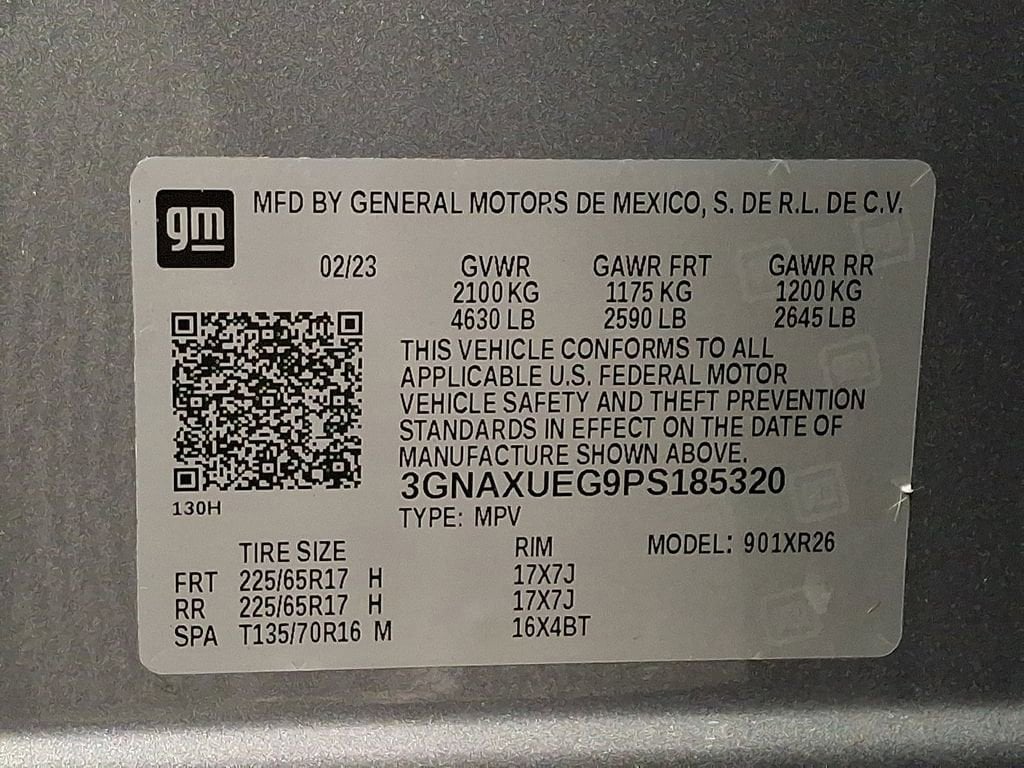 gm
MFD BY GENERAL MOTORS DE MEXICO, S. DE R.L. DE C.V.
02/23 GVWR GAWR FRT GAWR RR
2100 KG 1175 KG 1200 KG
4630 LB 2590 LB 2645 LB
THIS VEHICLE CONFORMS TO ALL
APPLICABLE U.S. FEDERAL MOTOR
VEHICLE SAFETY AND THEFT PREVENTION
STANDARDS IN EFFECT ON THE DATE OF
MANUFACTURE SHOWN ABOVE.
3GNAXUEG9PS185320
130H
TYPE: MPV
TIRE SIZE RIM MODEL: 901XR26
FRT 225/65R17 H 17X7J
RR 225/65R17 H 17X7J
SPA T135/70R16 M 16X4BT